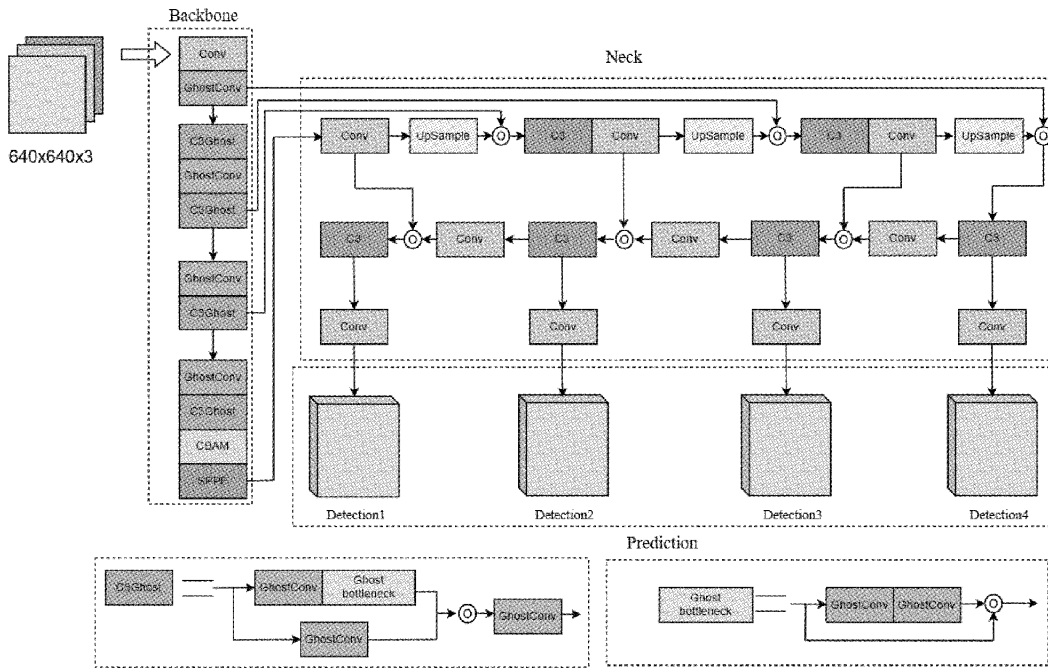 Backbone
Neck
640x640x3
Conv
GhostConv
C3Ghost
GhostConv
C3Ghost
GhostConv
C3Ghost
GhostConv
C3Ghost
CBAM
SPPF
Conv
UpSample
C3
Conv
UpSample
C3
Conv
UpSample
C3
Conv
C3
Conv
C3
Conv
C3
Conv
Conv
Conv
Conv
Detection1
Detection2
Detection3
Detection4
Prediction
C3Ghost
GhostConv
Ghost
bottleneck
GhostConv
GhostConv
Ghost
bottleneck
GhostConv
GhostConv